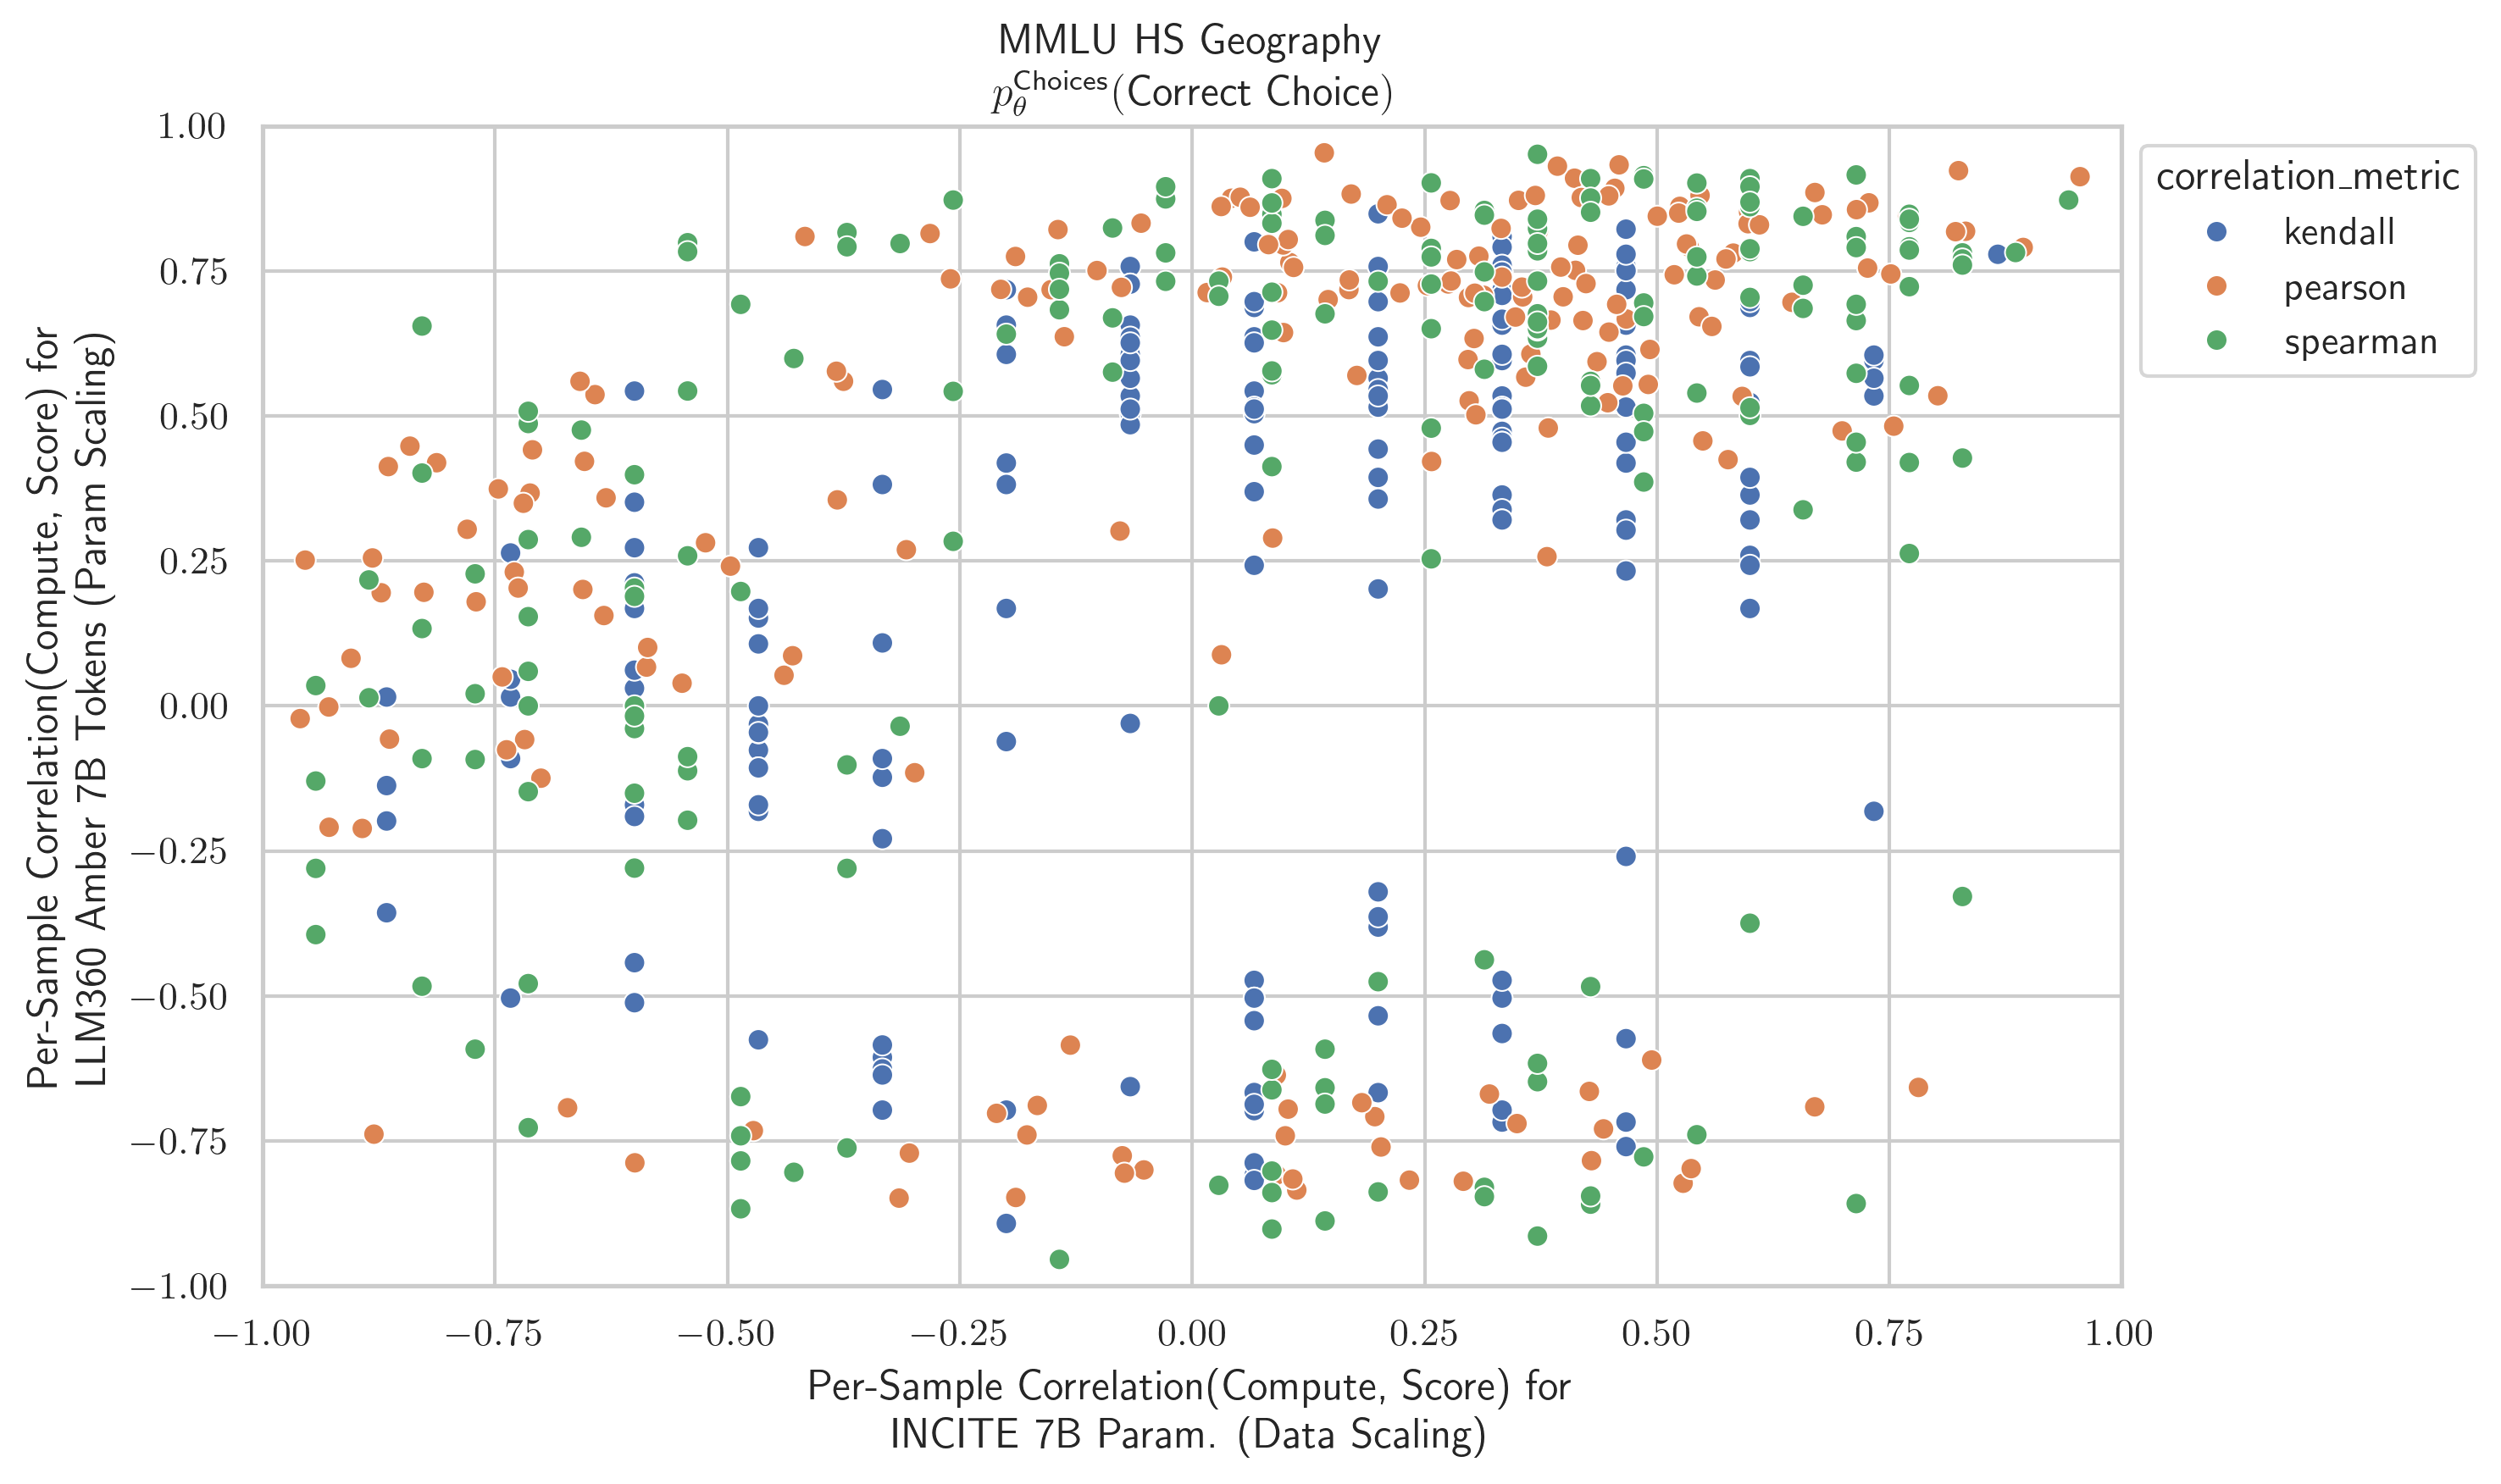 MMLU HS Geography
p_θ^Choices(Correct Choice)
Per-Sample Correlation(Compute, Score) for
LLM360 Amber 7B Tokens (Param Scaling)
1.00
0.75
0.50
0.25
0.00
−0.25
−0.50
−0.75
−1.00
−1.00 −0.75 −0.50 −0.25 0.00 0.25 0.50 0.75 1.00
Per-Sample Correlation(Compute, Score) for
INCITE 7B Param. (Data Scaling)
correlation_metric
kendall
pearson
spearman